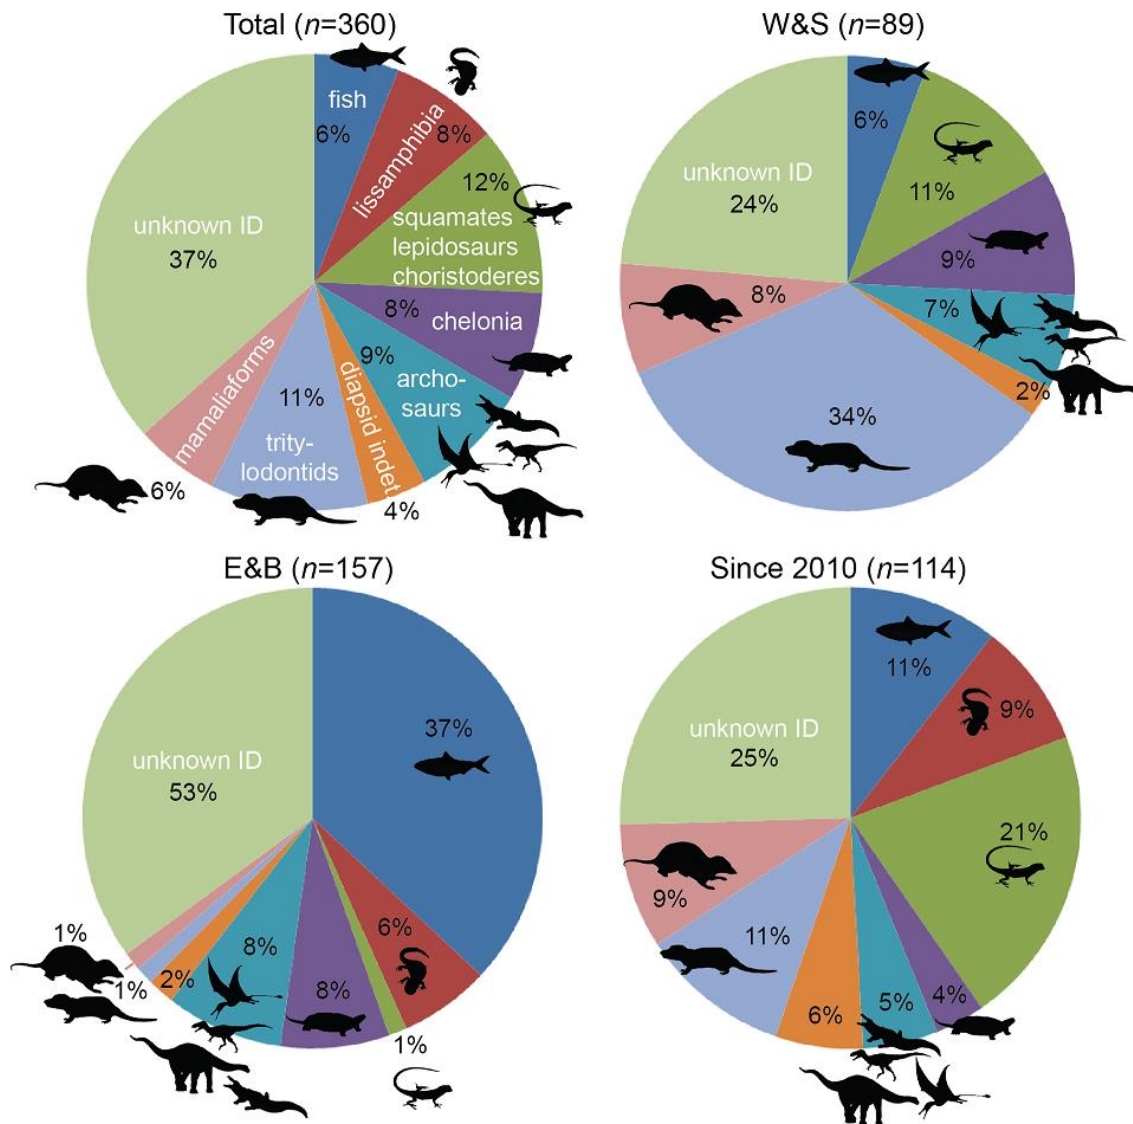 Total (n=360)
fish
6%
lissamphibia
8%
12%
squamates
lepidosaurs
choristoderes
8%
chelonia
9%
archo-
saurs
diapsid indet
4%
11%
trity-
lodontids
mamaliaforms
6%
unknown ID
37%
W&S (n=89)
6%
11%
9%
7%
2%
34%
8%
unknown ID
24%
E&B (n=157)
37%
6%
1%
8%
8%
2%
1%
1%
unknown ID
53%
Since 2010 (n=114)
11%
9%
21%
4%
5%
6%
11%
9%
unknown ID
25%